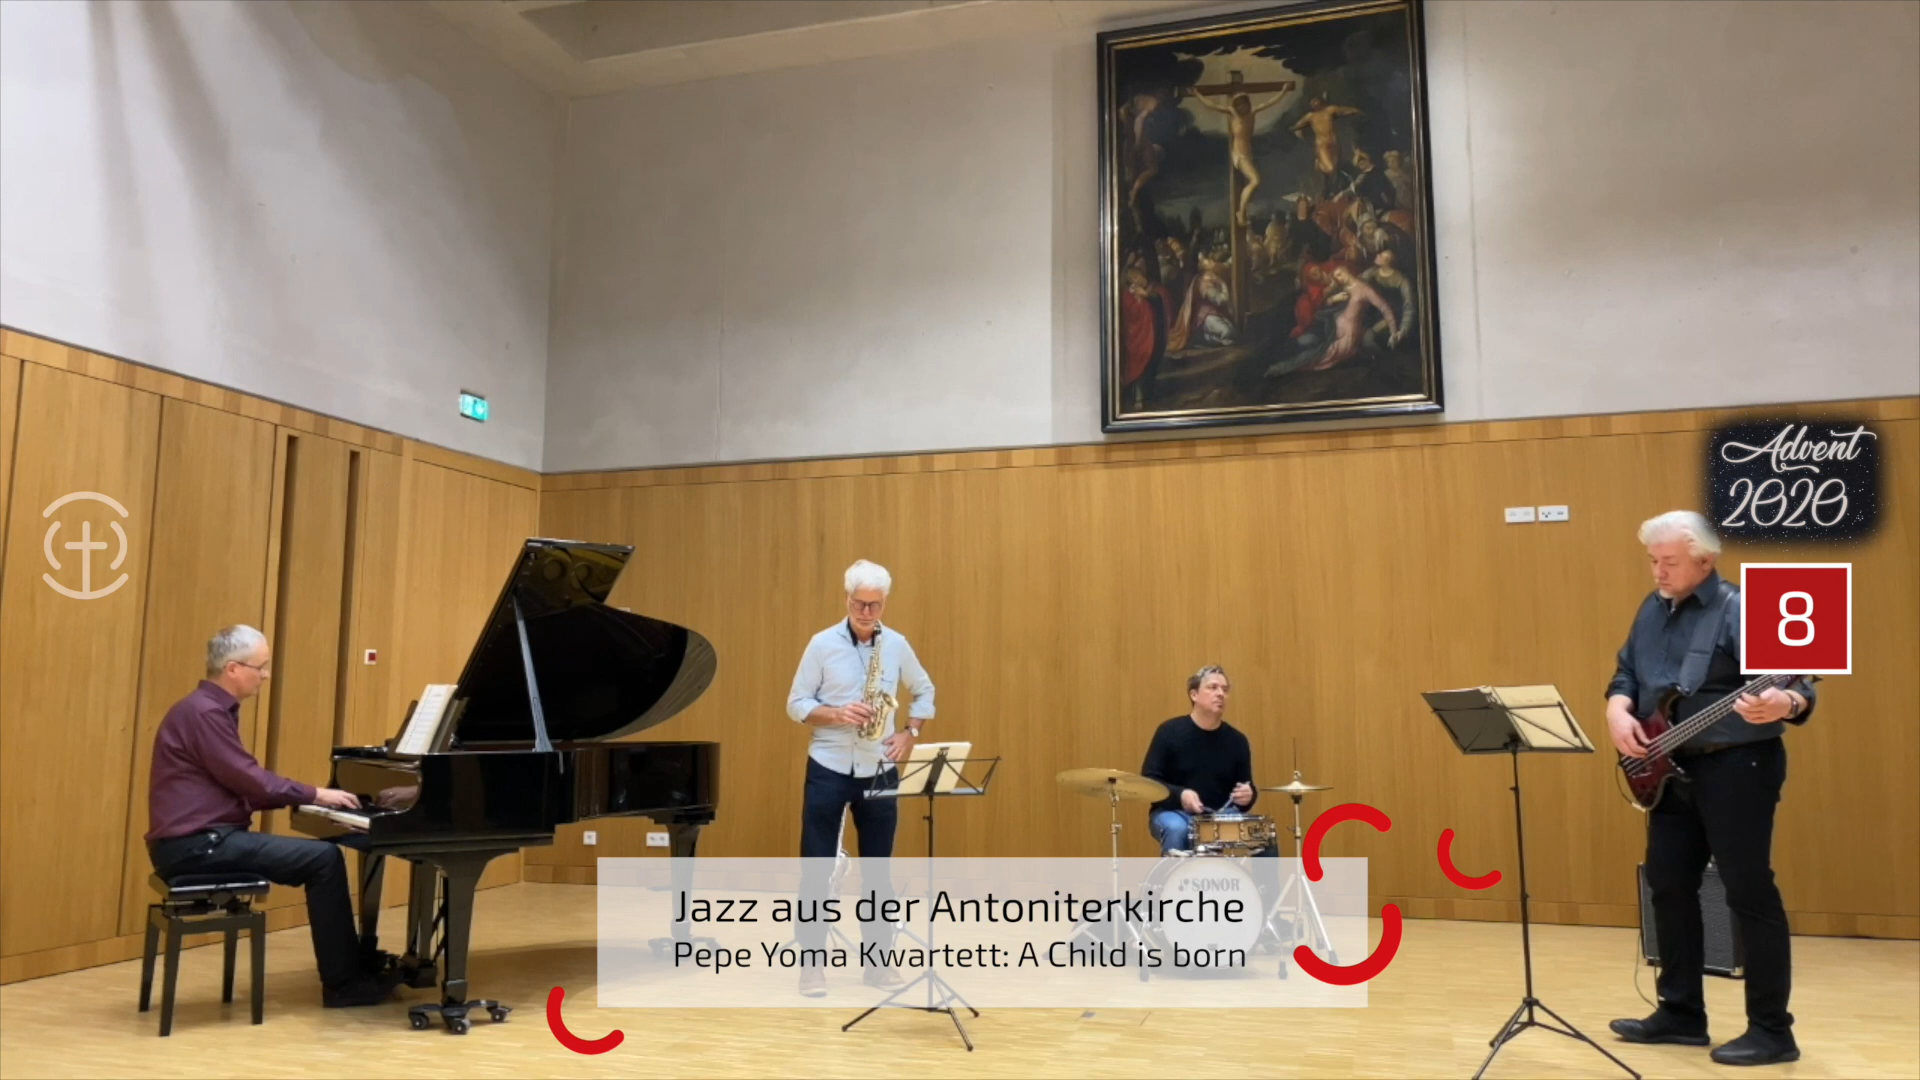 Advent
2020
8
SONOR
Jazz aus der Antoniterkirche
Pepe Yoma Kwartett: A Child is born